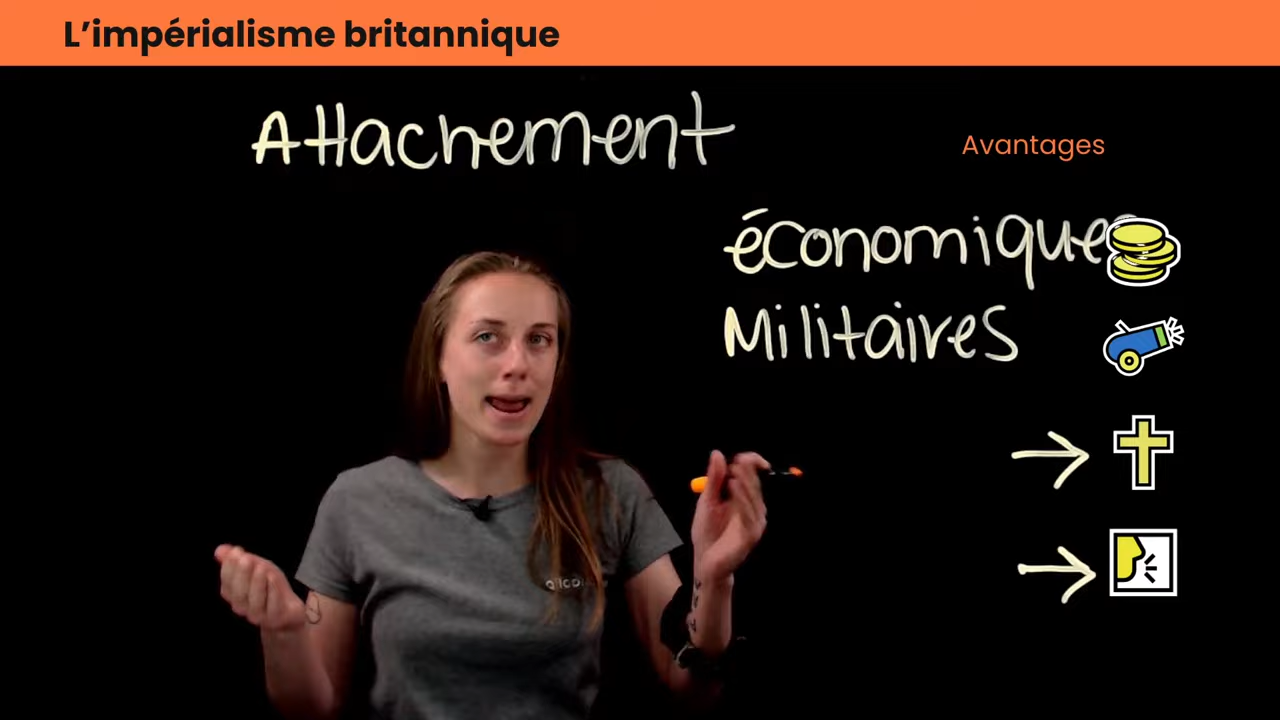 L’impérialisme britannique
Attachement
Avantages
économiques
Militaires